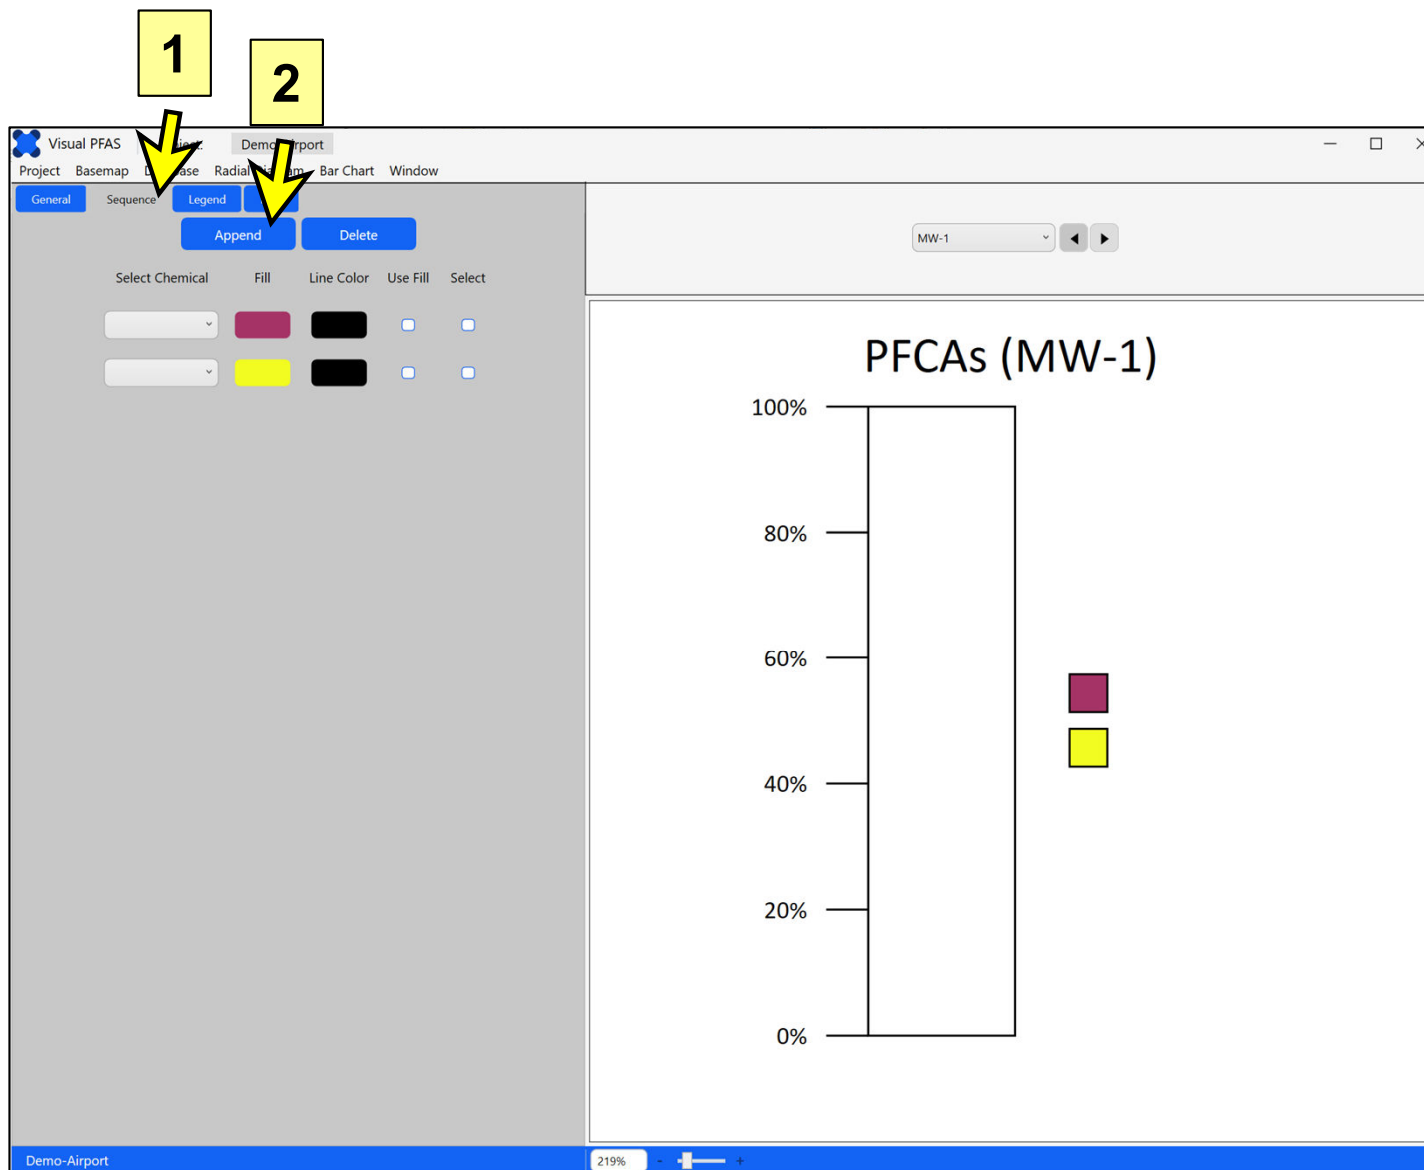 1
2
Visual PFAS
Project Basemap Radial Bar Chart Window
General Sequence Legend
Append Delete
Select Chemical Fill Line Color Use Fill Select
MW-1
PFCAs (MW-1)
100%
80%
60%
40%
20%
0%
Demo-Airport
219% - +